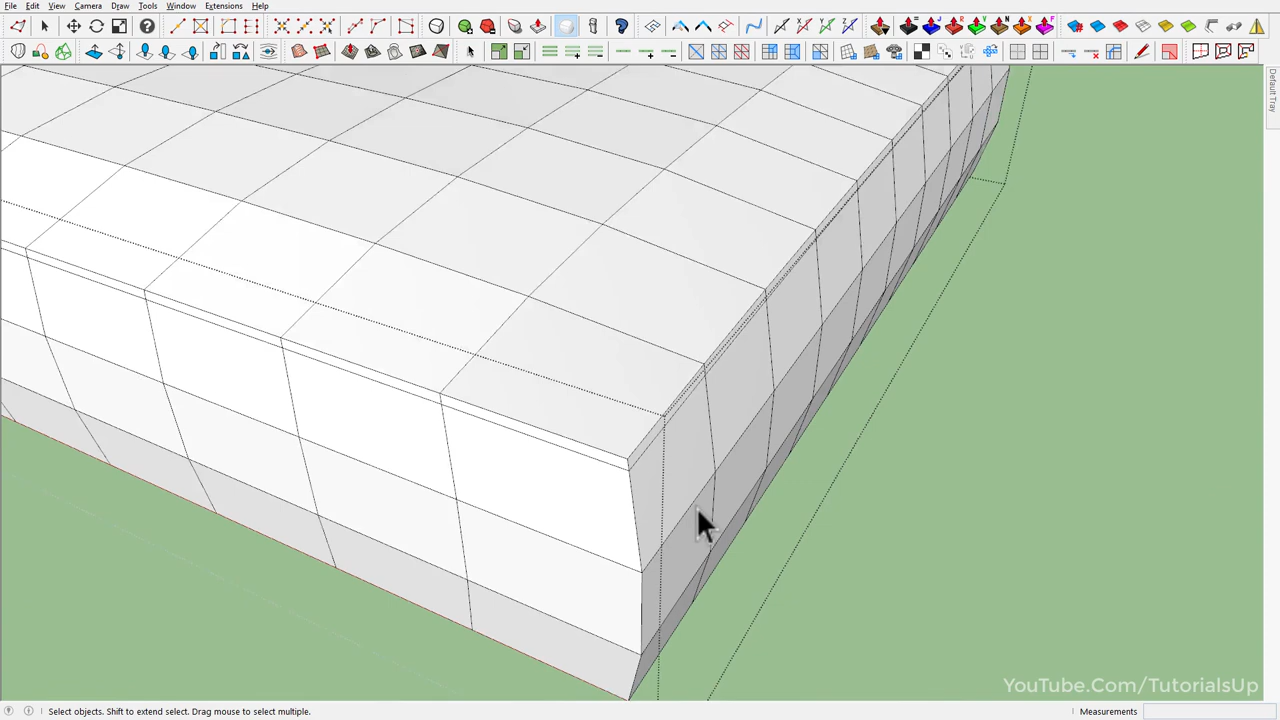 File Edit View Camera Draw Tools Window Extensions Help
Default Tray
YouTube.Com/TutorialsUp
Select objects. Shift to extend select. Drag mouse to select multiple. Measurements